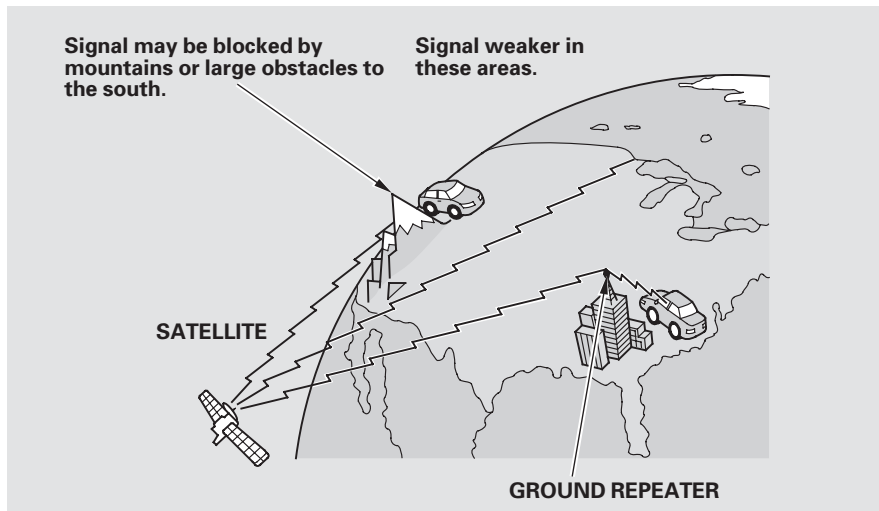 Signal may be blocked by
mountains or large obstacles to
the south.
Signal weaker in
these areas.
SATELLITE
GROUND REPEATER